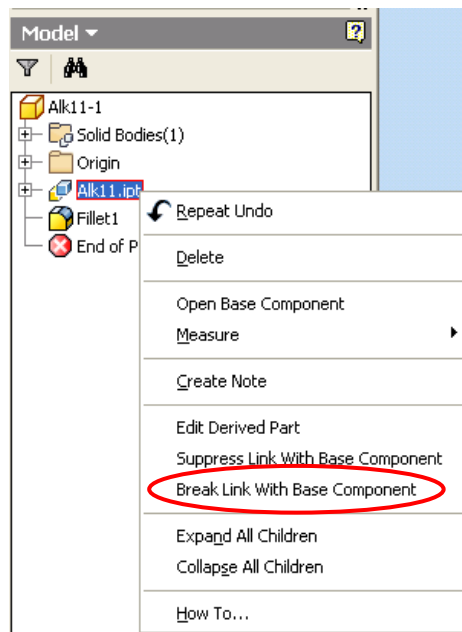 Model
Alk11-1
Solid Bodies(1)
Origin
Alk11.ipt
Fillet1
End of P
Repeat Undo
Delete
Open Base Component
Measure
Create Note
Edit Derived Part
Suppress Link With Base Component
Break Link With Base Component
Expand All Children
Collapse All Children
How To...